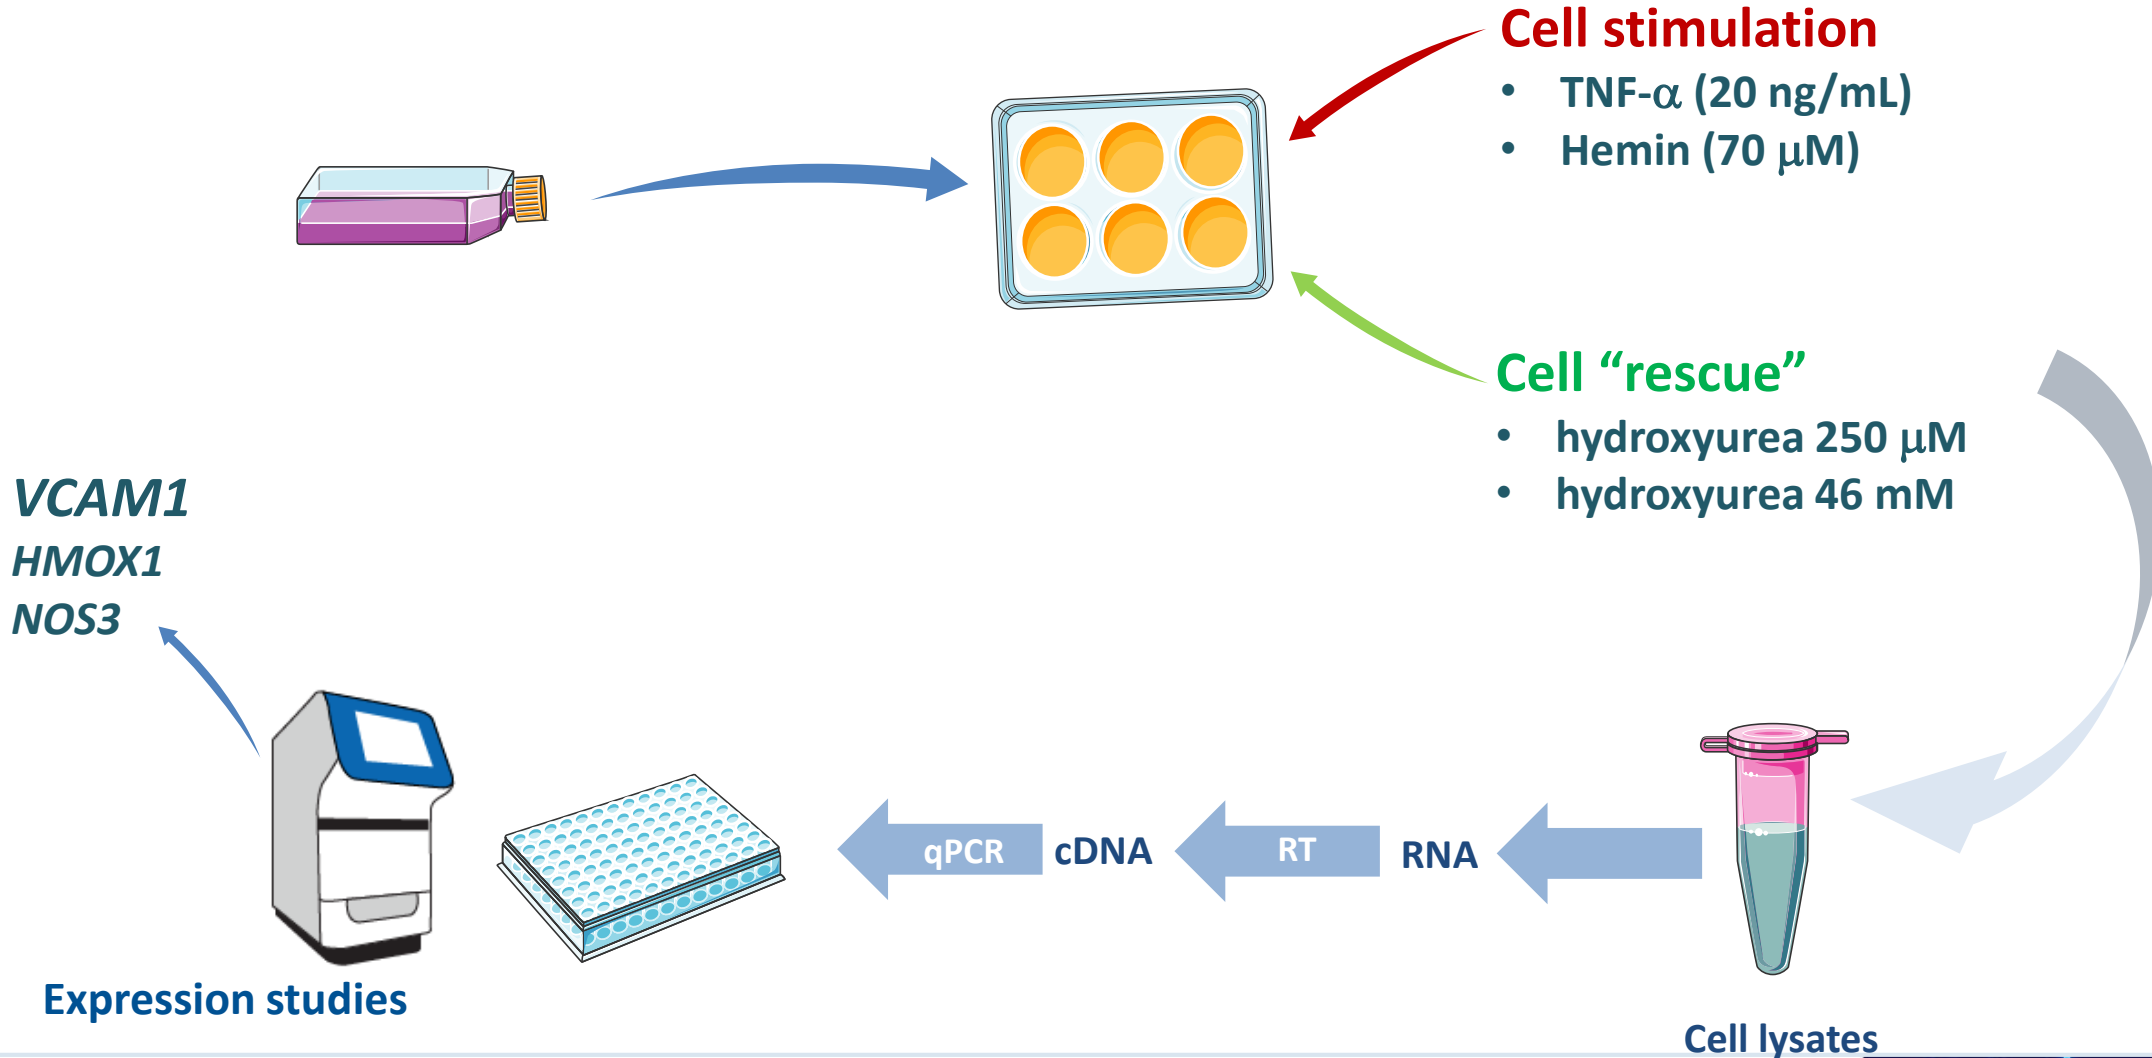 Cell stimulation
• TNF-α (20 ng/mL)
• Hemin (70 μM)
Cell “rescue”
• hydroxyurea 250 μM
• hydroxyurea 46 mM
VCAM1
HMOX1
NOS3
qPCR
cDNA
RT
RNA
Expression studies
Cell lysates